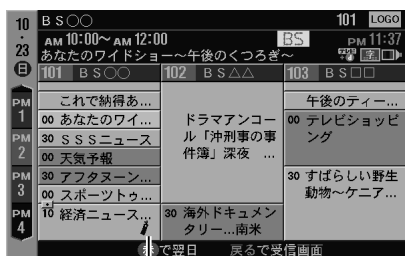 10
23
日
BS○○ 101 LOGO
AM 10:00~ AM 12:00 BS PM 11:37
あなたのワイドショー〜午後のくつろぎ〜 字
101 BS○○ 102 BS△△ 103 BS□□
PM 1
PM 2
PM 3
PM 4
これで納得あ...
00 あなたのワイ...
30 SSSニュース
00 天気予報
30 アフタヌーン...
00 スポーツトゥ...
10 経済ニュース...
ドラマアンコー
ル「沖刑事の事
件簿」深夜 ...
30 海外ドキュメン
タリー...南米
午後のティー...
00 テレビショッピ
ング
30 すばらしい野生
動物〜ケニア...
で翌日 戻るで受信画面